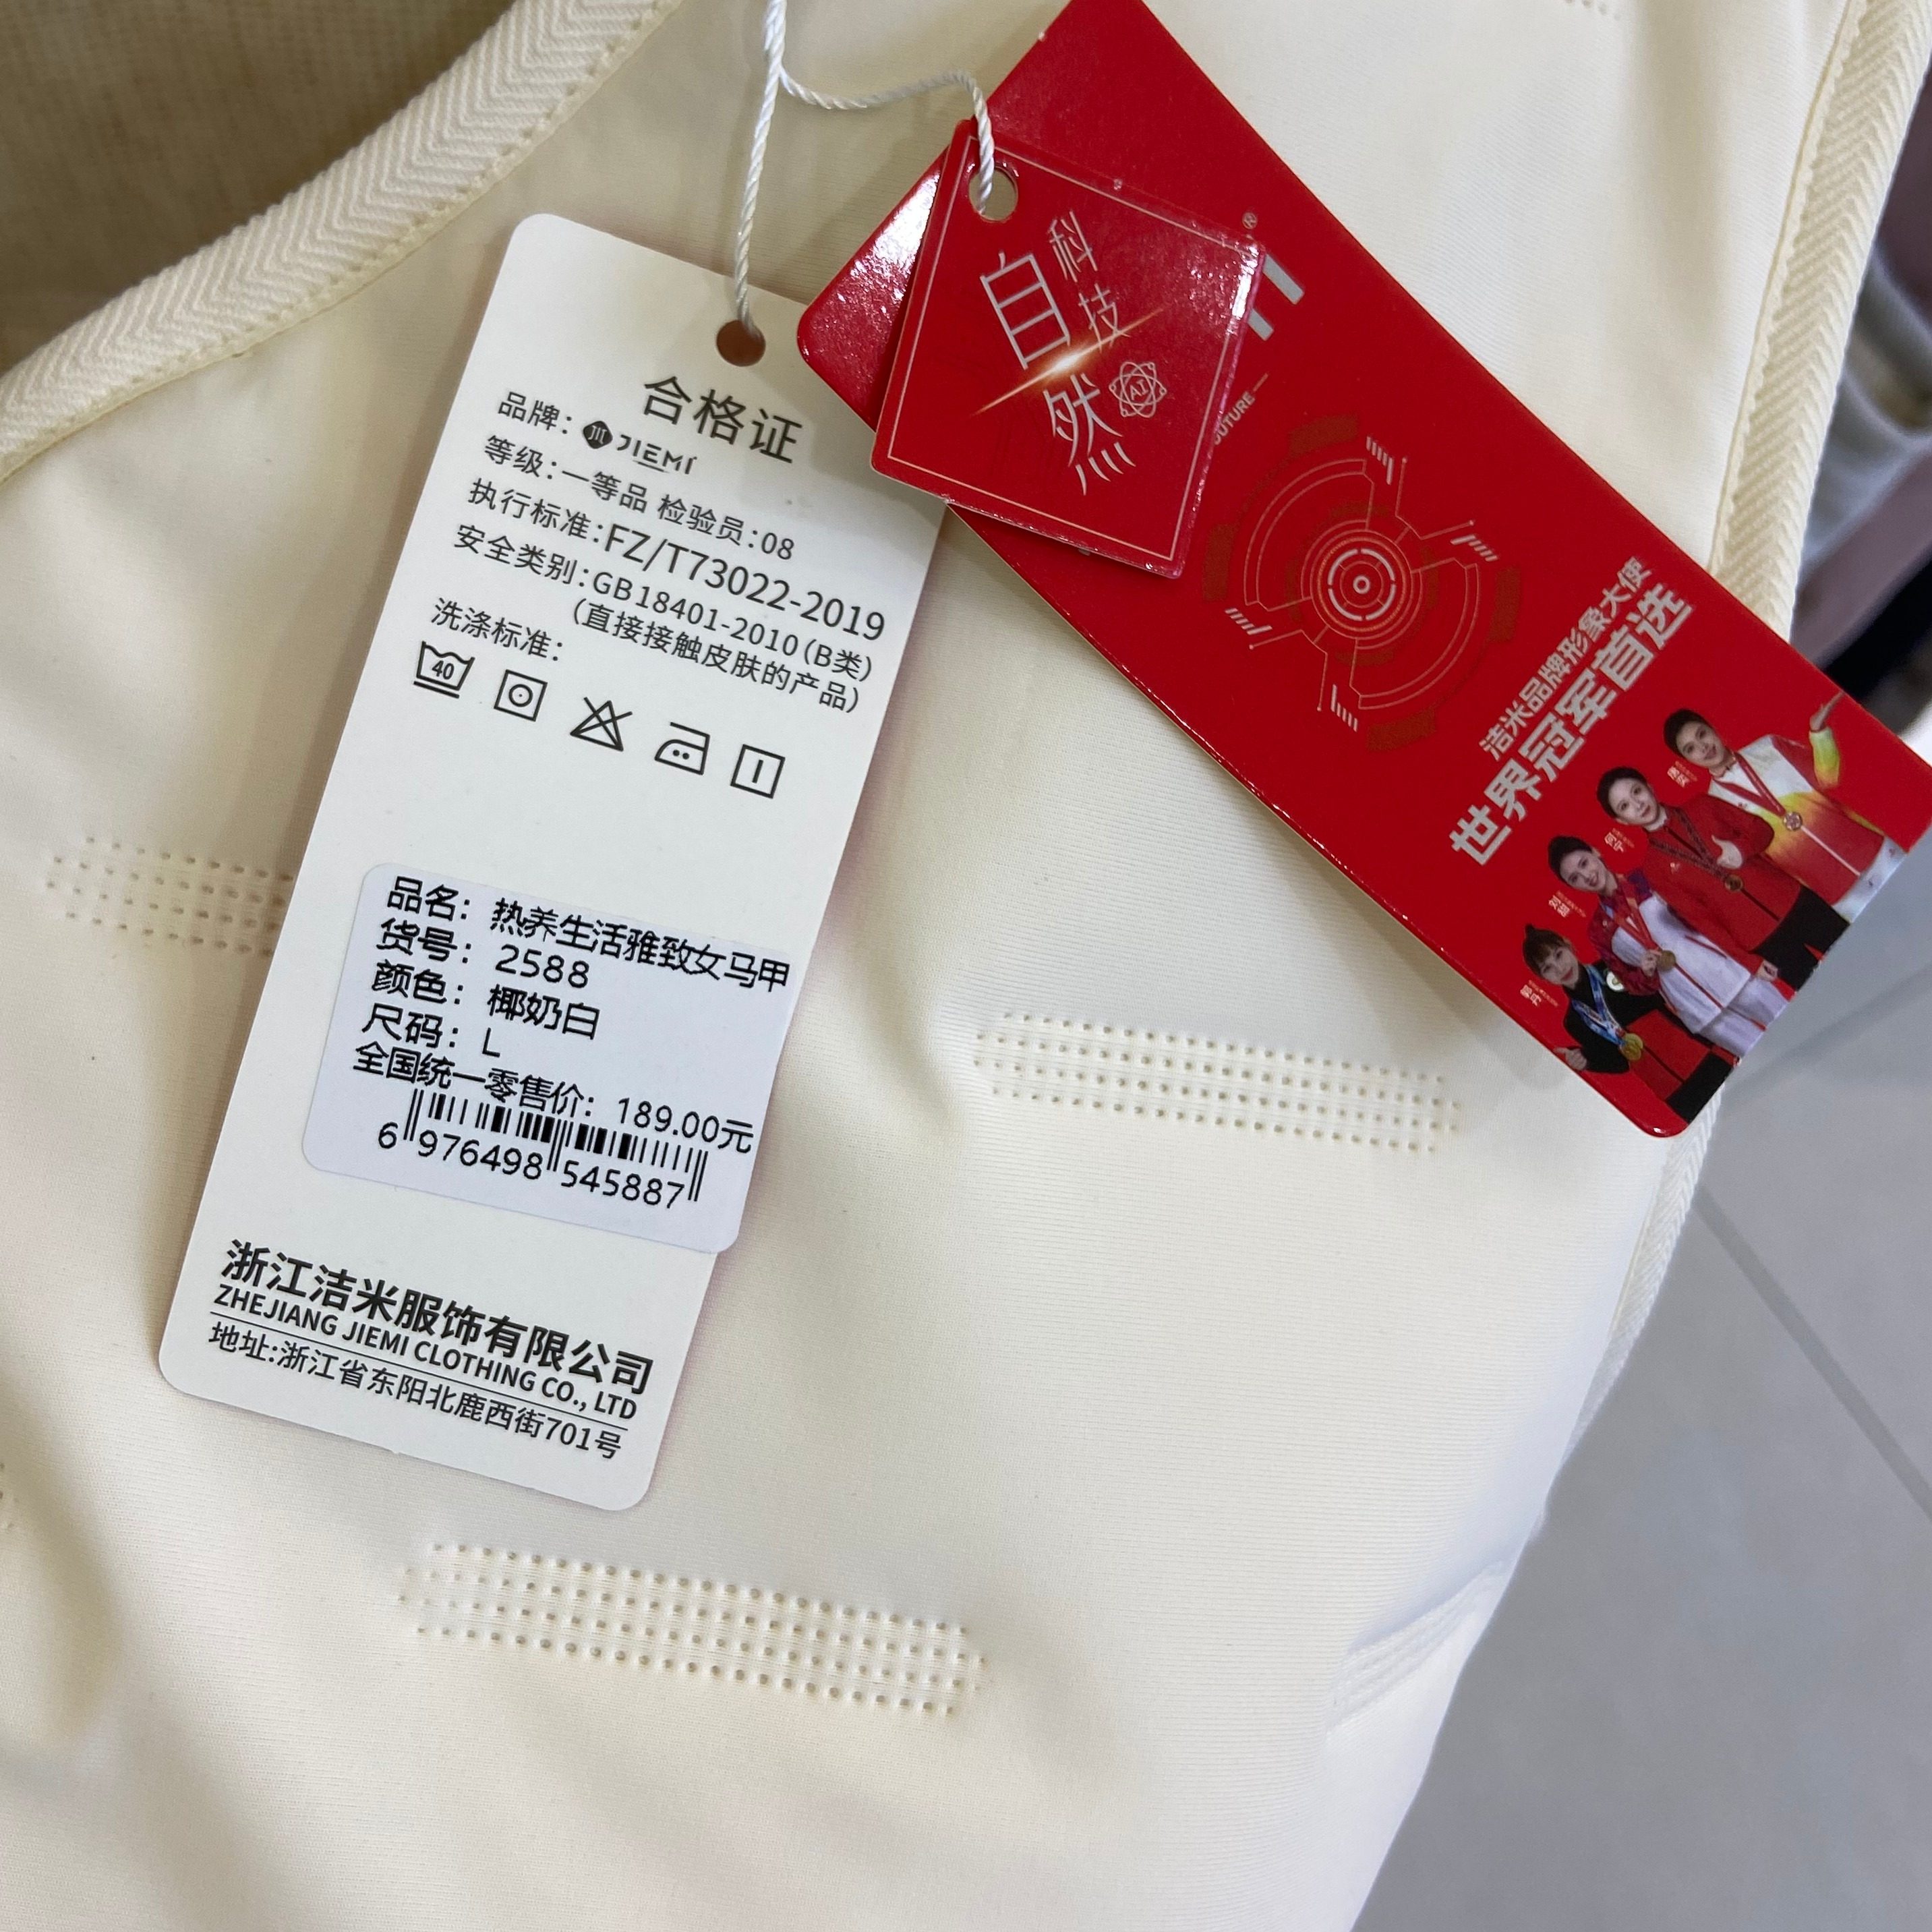 合格证
品牌: JIEMI
等级:一等品 检验员:08
执行标准:FZ/T73022-2019
安全类别:GB18401-2010(B类)
(直接接触皮肤的产品)
洗涤标准:
40
品名: 热养生活雅致女马甲
货号: 2588
颜色: 椰奶白
尺码: L
全国统一零售价: 189.00元
6 976498 545887
浙江洁米服饰有限公司
ZHEJIANG JIEMI CLOTHING CO., LTD
地址:浙江省东阳北鹿西街701号
科技
自然
AI
®
洁米品牌形象大使
世界冠军首选